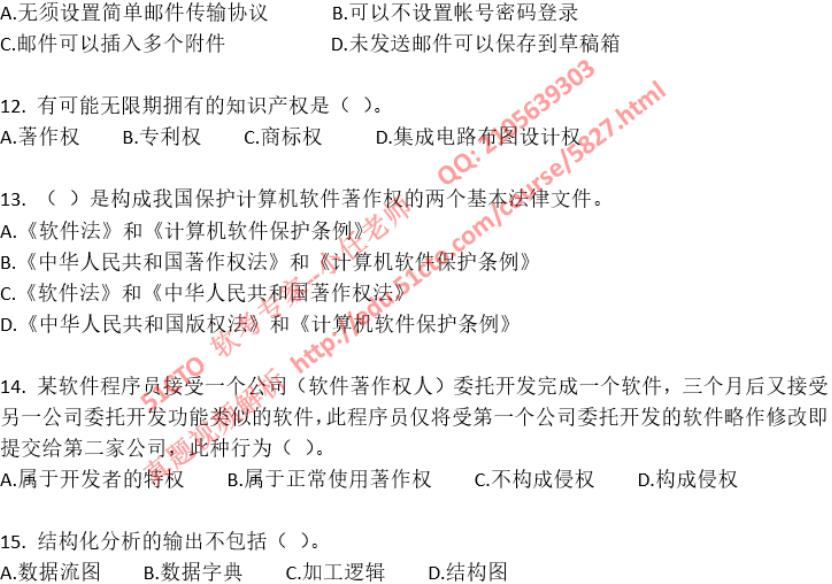 A.无须设置简单邮件传输协议 B.可以不设置帐号密码登录
C.邮件可以插入多个附件 D.未发送邮件可以保存到草稿箱
12. 有可能无限期拥有的知识产权是（ ）。
A.著作权 B.专利权 C.商标权 D.集成电路布图设计权
13. （ ）是构成我国保护计算机软件著作权的两个基本法律文件。
A.《软件法》和《计算机软件保护条例》
B.《中华人民共和国著作权法》和《计算机软件保护条例》
C.《软件法》和《中华人民共和国著作权法》
D.《中华人民共和国版权法》和《计算机软件保护条例》
14. 某软件程序员接受一个公司（软件著作权人）委托开发完成一个软件，三个月后又接受
另一公司委托开发功能类似的软件，此程序员仅将受第一个公司委托开发的软件略作修改即
提交给第二家公司，此种行为（ ）。
A.属于开发者的特权 B.属于正常使用著作权 C.不构成侵权 D.构成侵权
15. 结构化分析的输出不包括（ ）。
A.数据流图 B.数据字典 C.加工逻辑 D.结构图
51CTO 软考专家--小任老师 QQ: 2105639303
真题视频解析 http://edu.51cto.com/course/5827.html